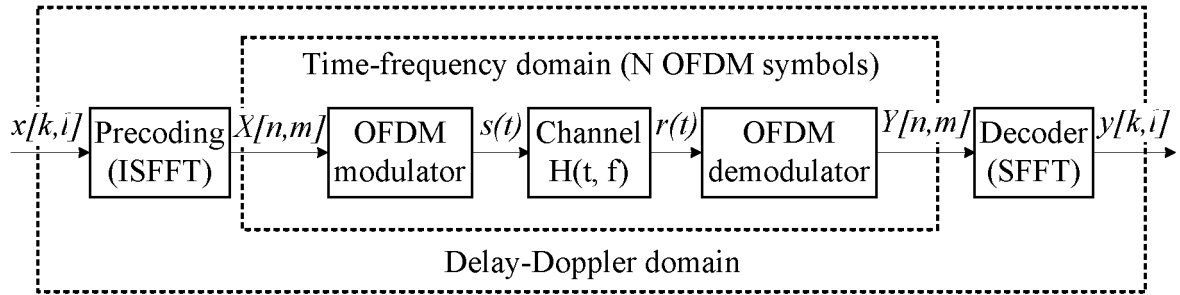 Time-frequency domain (N OFDM symbols)
x[k,l]
Precoding
(ISFFT)
X[n,m]
OFDM
modulator
s(t)
Channel
H(t, f)
r(t)
OFDM
demodulator
Y[n,m]
Decoder
(SFFT)
y[k,l]
Delay-Doppler domain